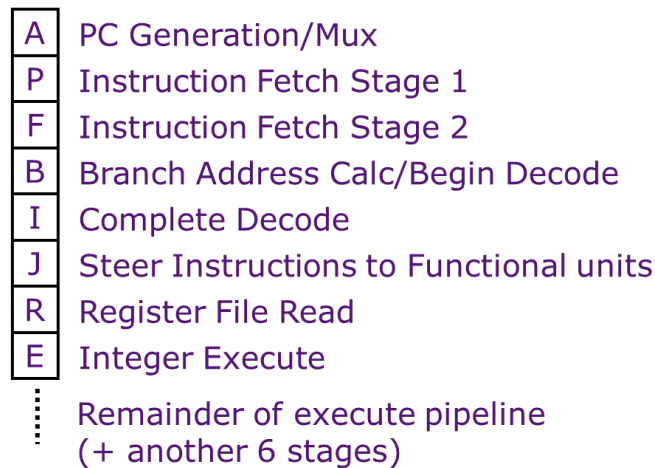 A PC Generation/Mux
P Instruction Fetch Stage 1
F Instruction Fetch Stage 2
B Branch Address Calc/Begin Decode
I Complete Decode
J Steer Instructions to Functional units
R Register File Read
E Integer Execute
Remainder of execute pipeline
(+ another 6 stages)